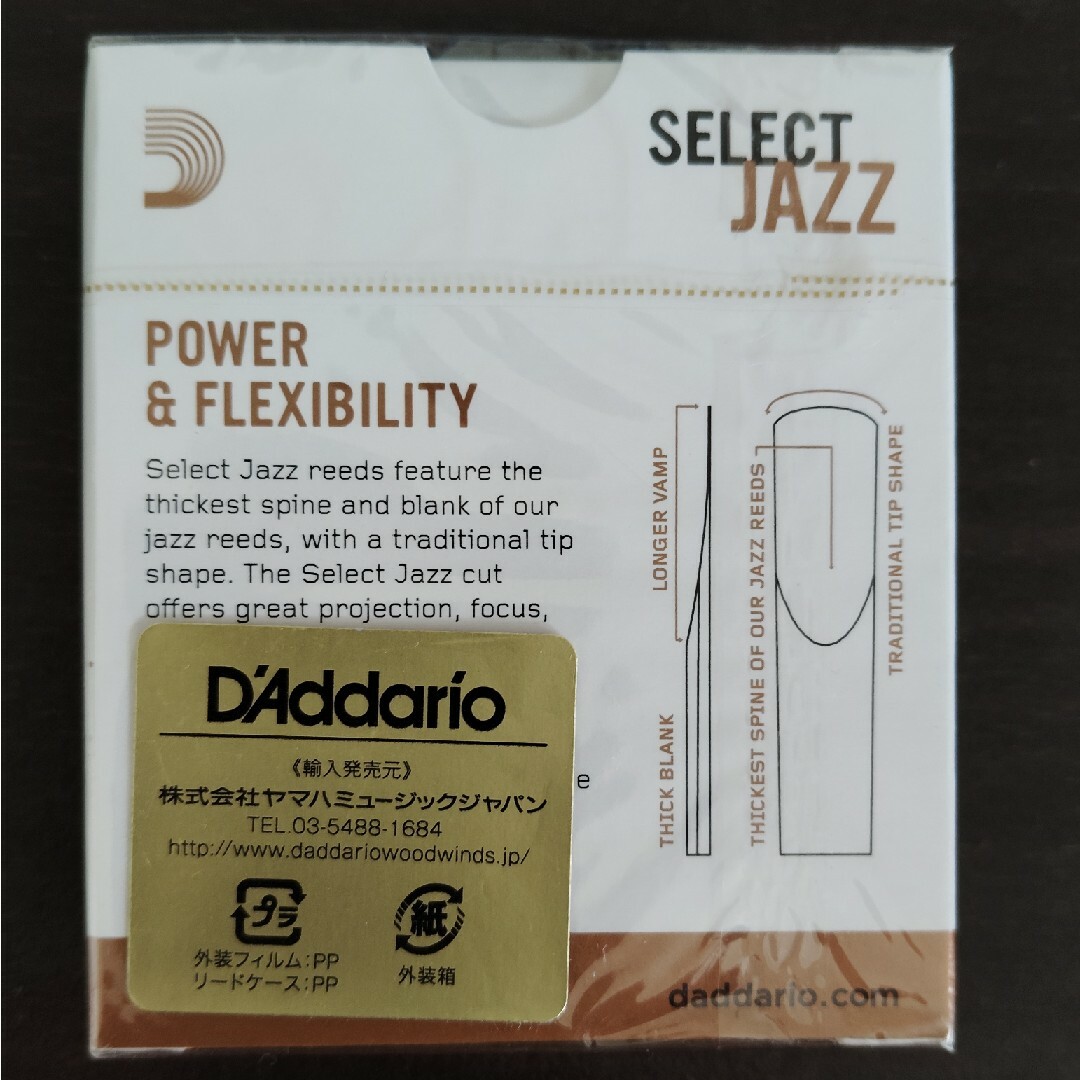 SELECT
JAZZ
POWER
& FLEXIBILITY
Select Jazz reeds feature the
thickest spine and blank of our
jazz reeds, with a traditional tip
shape. The Select Jazz cut
offers great projection, focus,
e
D'Addario
《輸入発売元》
株式会社ヤマハミュージックジャパン
TEL.03-5488-1684
http://www.daddariowoodwinds.jp/
プラ
外装フィルム:PP
リードケース:PP
紙
外装箱
LONGER VAMP
THICK BLANK
THICKEST SPINE OF OUR JAZZ REEDS
TRADITIONAL TIP SHAPE
daddario.com